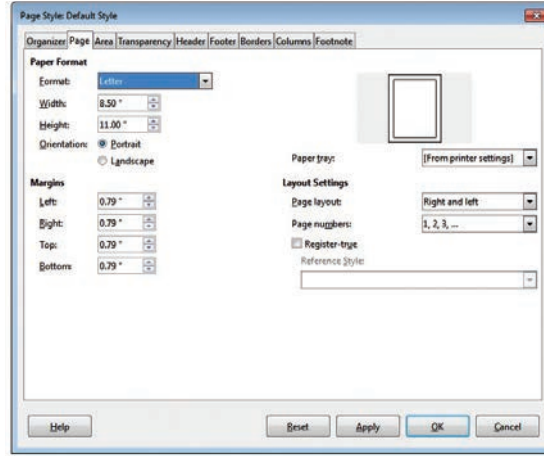 Page Style: Default Style
Organizer Page Area Transparency Header Footer Borders Columns Footnote
Paper Format
Format: Letter
Width: 8.50 "
Height: 11.00 "
Orientation: Portrait
Landscape
Paper tray: [From printer settings]
Margins
Left: 0.79 "
Right: 0.79 "
Top: 0.79 "
Bottom: 0.79 "
Layout Settings
Page layout: Right and left
Page numbers: 1, 2, 3, ...
Register-true
Reference Style:
Help Reset Apply OK Cancel